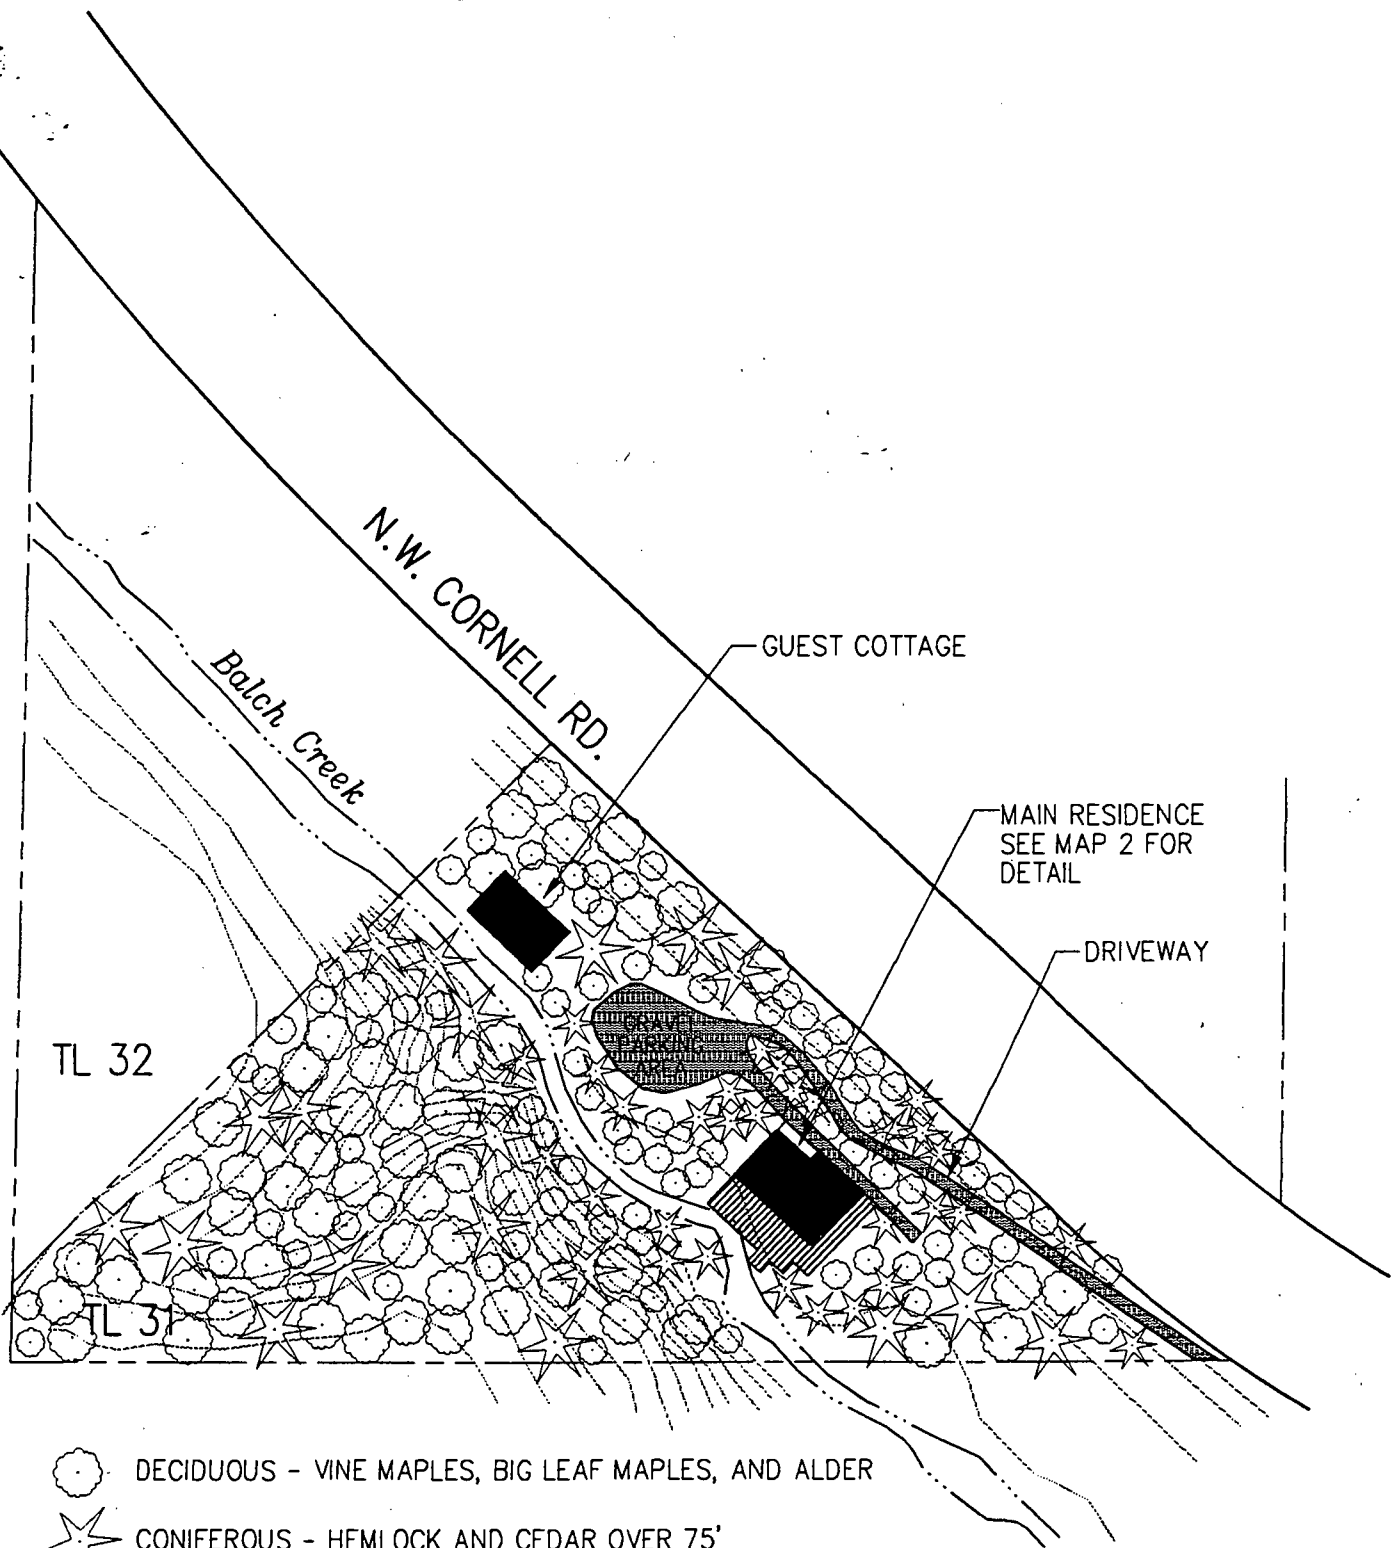 N.W. CORNELL RD.
Balch Creek
GUEST COTTAGE
MAIN RESIDENCE
SEE MAP 2 FOR
DETAIL
DRIVEWAY
GRAVEL
PARKING
AREA
TL 32
TL 31
DECIDUOUS - VINE MAPLES, BIG LEAF MAPLES, AND ALDER
CONIFEROUS - HEMLOCK AND CEDAR OVER 75'